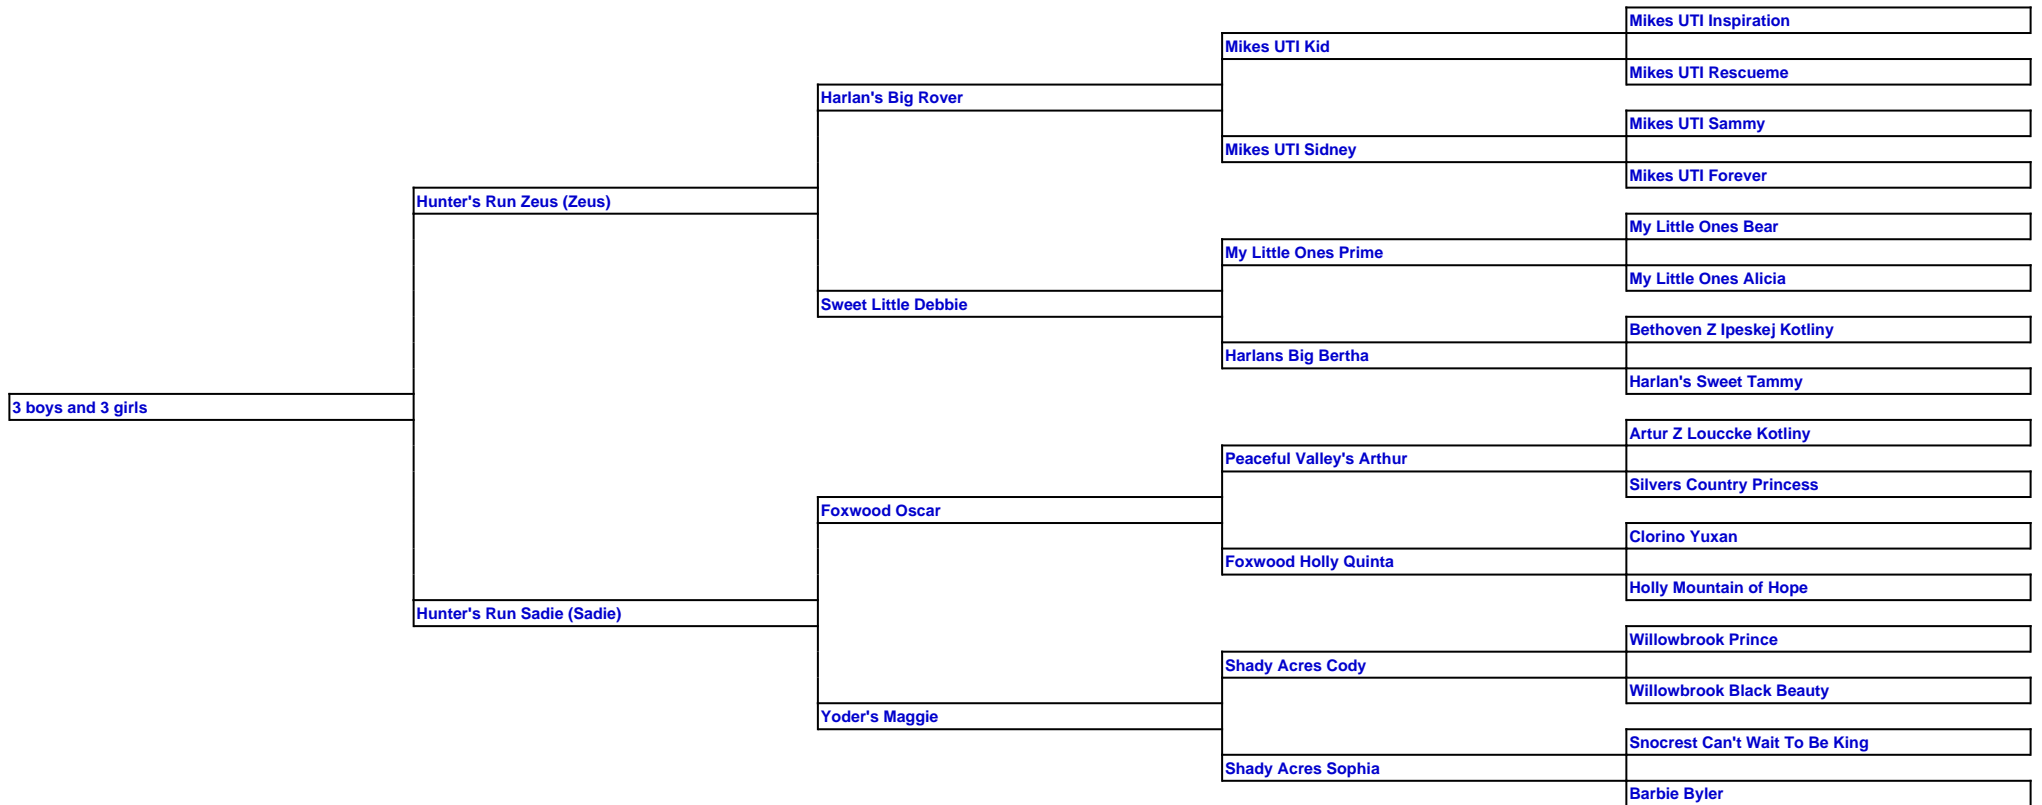 Mikes UTI Inspiration
Mikes UTI Kid
Mikes UTI Rescueme
Harlan's Big Rover
Mikes UTI Sammy
Mikes UTI Sidney
Mikes UTI Forever
Hunter's Run Zeus (Zeus)
My Little Ones Bear
My Little Ones Prime
My Little Ones Alicia
Sweet Little Debbie
Bethoven Z Ipeskej Kotliny
Harlans Big Bertha
Harlan's Sweet Tammy
3 boys and 3 girls
Artur Z Louccke Kotliny
Peaceful Valley's Arthur
Silvers Country Princess
Foxwood Oscar
Clorino Yuxan
Foxwood Holly Quinta
Holly Mountain of Hope
Hunter's Run Sadie (Sadie)
Willowbrook Prince
Shady Acres Cody
Willowbrook Black Beauty
Yoder's Maggie
Snocrest Can't Wait To Be King
Shady Acres Sophia
Barbie Byler